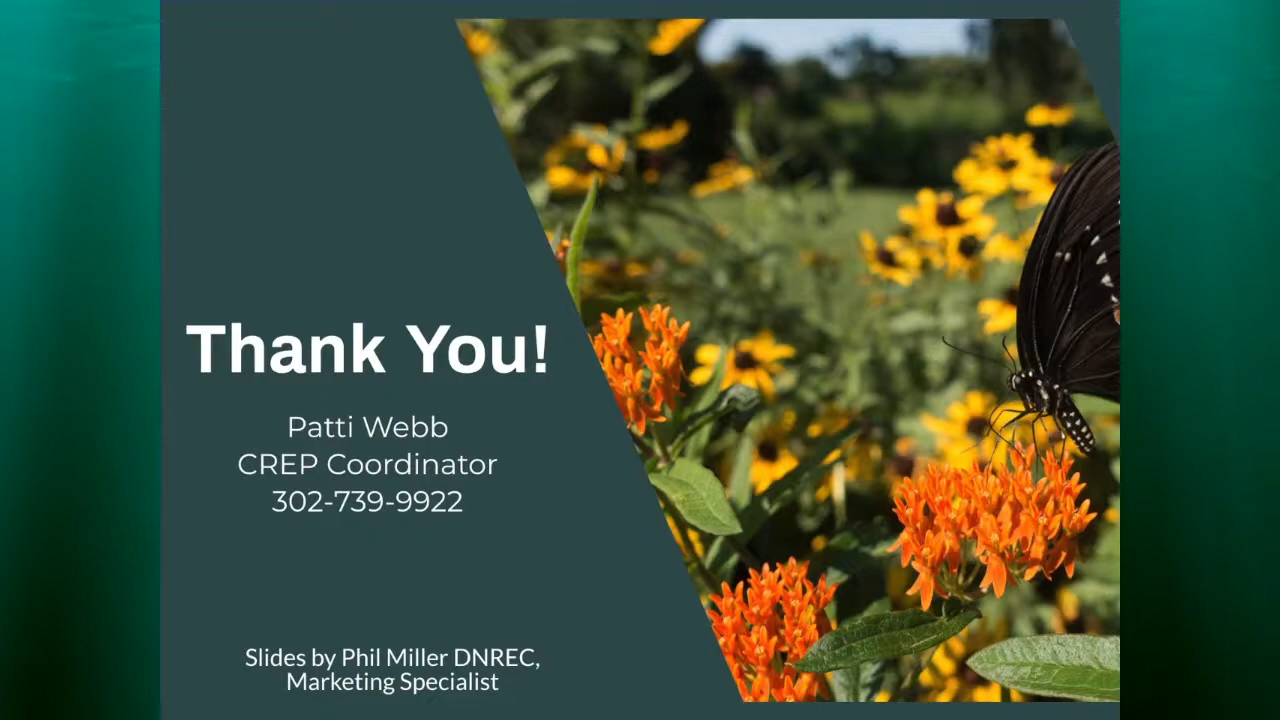 Thank You!
Patti Webb
CREP Coordinator
302-739-9922
Slides by Phil Miller DNREC,
Marketing Specialist